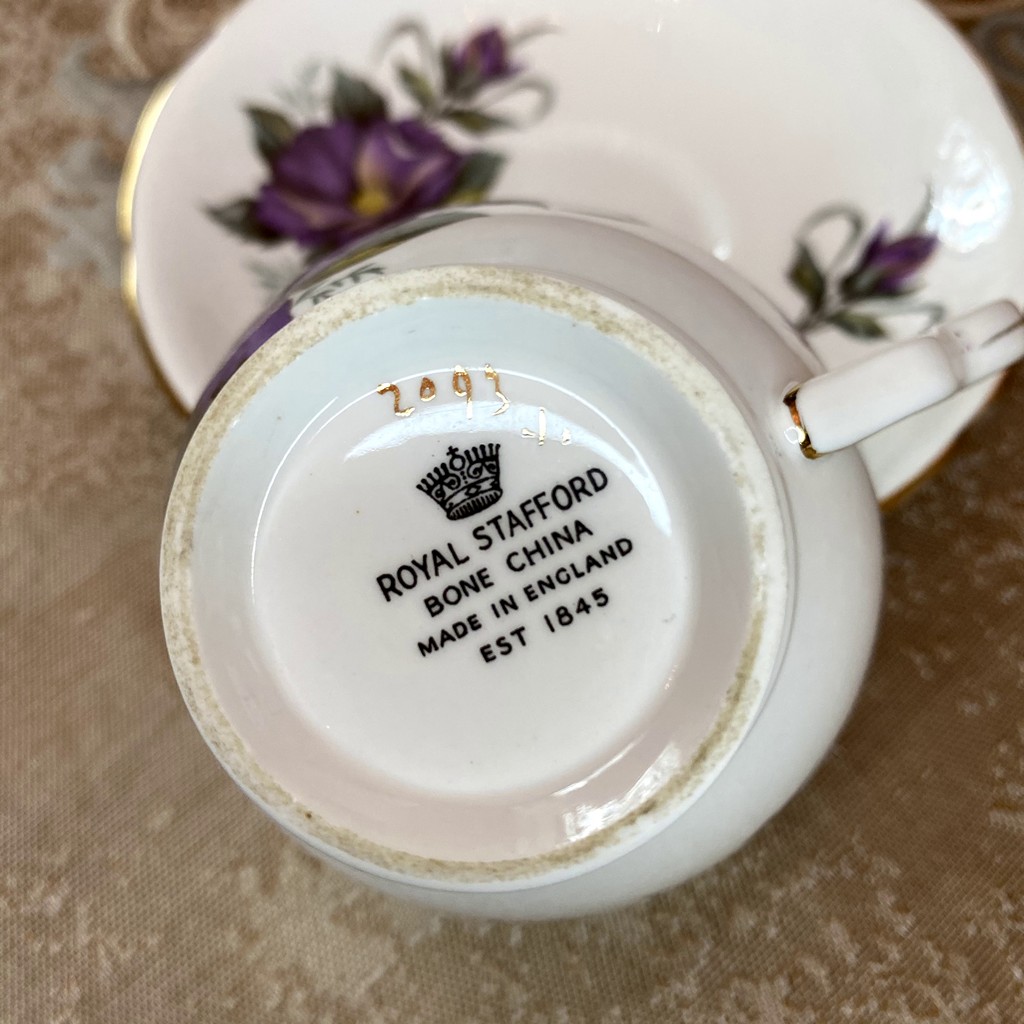 2093
ROYAL STAFFORD
BONE CHINA
MADE IN ENGLAND
EST 1845